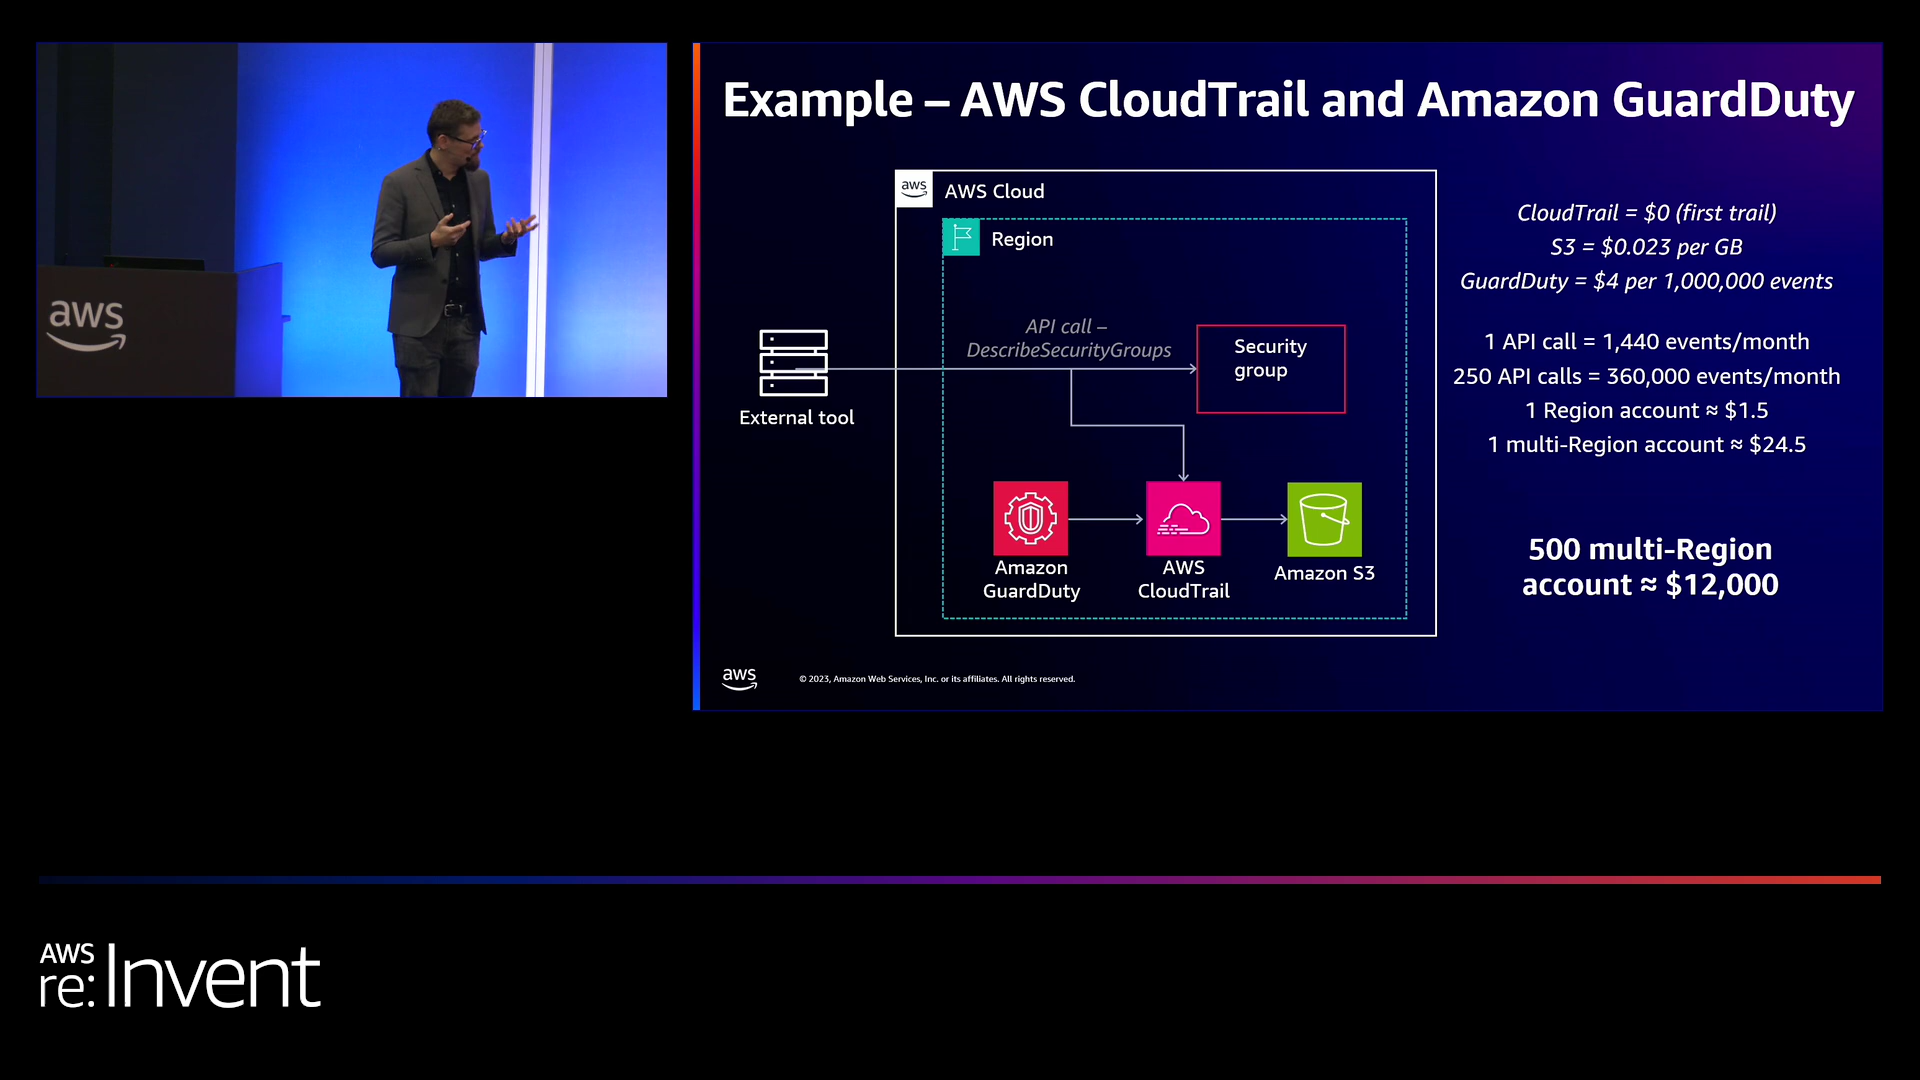 aws
Example – AWS CloudTrail and Amazon GuardDuty
aws
AWS Cloud
Region
API call –
DescribeSecurityGroups
Security
group
External tool
Amazon
GuardDuty
AWS
CloudTrail
Amazon S3
CloudTrail = $0 (first trail)
S3 = $0.023 per GB
GuardDuty = $4 per 1,000,000 events
1 API call = 1,440 events/month
250 API calls = 360,000 events/month
1 Region account ≈ $1.5
1 multi-Region account ≈ $24.5
500 multi-Region
account ≈ $12,000
aws
© 2023, Amazon Web Services, Inc. or its affiliates. All rights reserved.
AWS
re:Invent